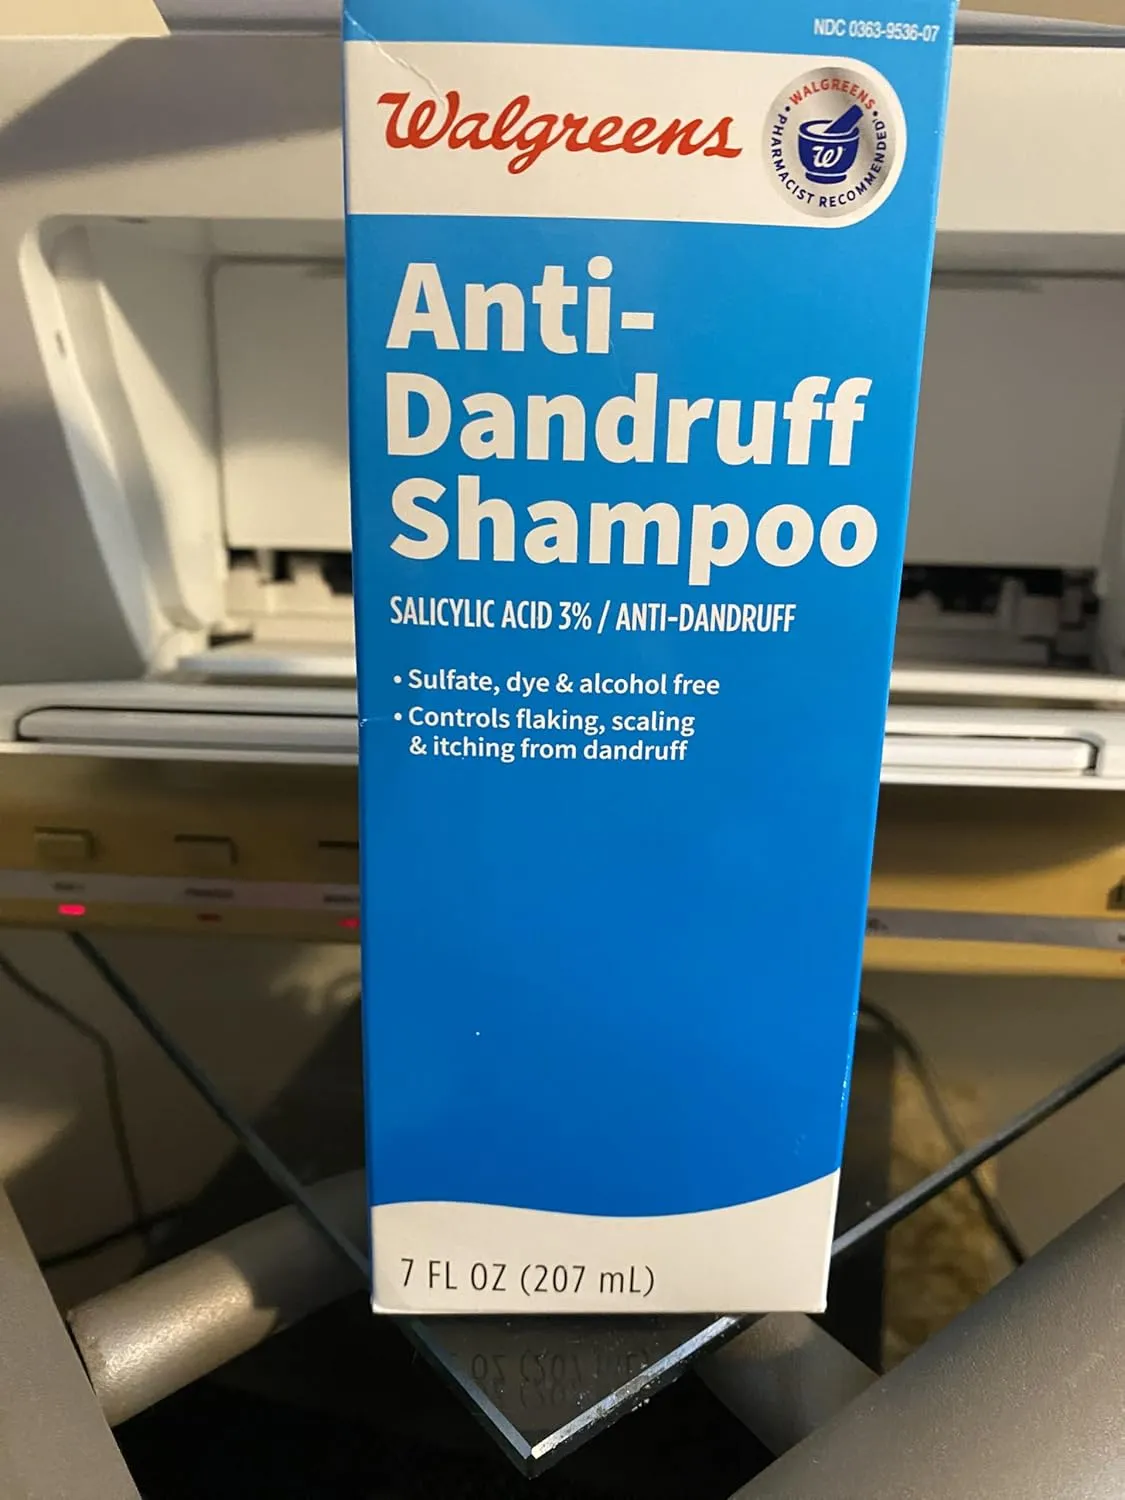 NDC 0363-9536-07
Walgreens
WALGREENS
PHARMACIST RECOMMENDED†
W
Anti-
Dandruff
Shampoo
SALICYLIC ACID 3% / ANTI-DANDRUFF
• Sulfate, dye & alcohol free
• Controls flaking, scaling
& itching from dandruff
7 FL OZ (207 mL)